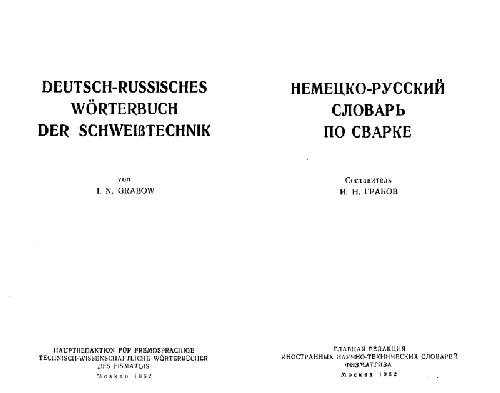 DEUTSCH-RUSSISCHES
WÖRTERBUCH
DER SCHWEIßTECHNIK
von
I. N. GRABOW
HAUPTREDAKTION FÜR FREMDSPRACHIGE
TECHNISCH-WISSENSCHAFTLICHE WÖRTERBÜCHER
DES FISMATGIS
Moskau 1962
НЕМЕЦКО-РУССКИЙ
СЛОВАРЬ
ПО СВАРКЕ
Составитель
И. Н. ГРАБОВ
ГЛАВНАЯ РЕДАКЦИЯ
ИНОСТРАННЫХ НАУЧНО-ТЕХНИЧЕСКИХ СЛОВАРЕЙ
ФИЗМАТГИЗА
Москва 1962